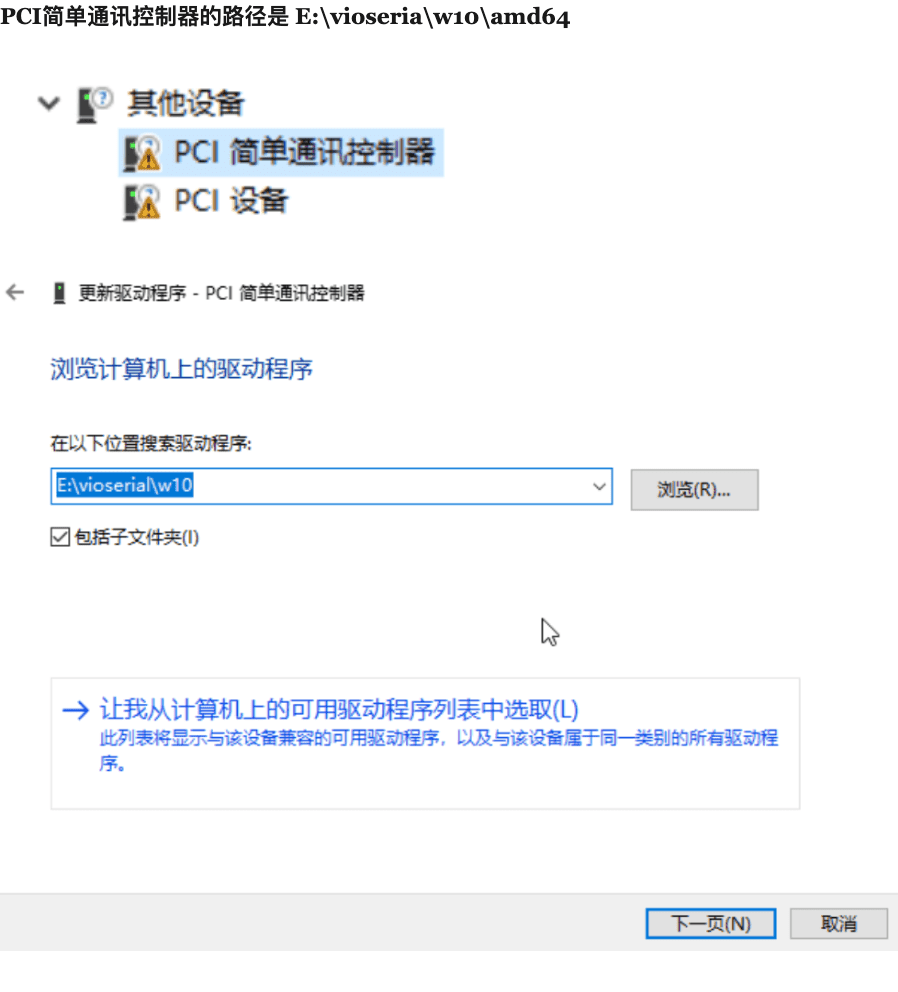 PCI简单通讯控制器的路径是 E:\vioseria\w10\amd64
其他设备
PCI 简单通讯控制器
PCI 设备
更新驱动程序 - PCI 简单通讯控制器
浏览计算机上的驱动程序
在以下位置搜索驱动程序:
E:\vioserial\w10
浏览(R)...
包括子文件夹(I)
让我从计算机上的可用驱动程序列表中选取(L)
此列表将显示与该设备兼容的可用驱动程序，以及与该设备属于同一类别的所有驱动程
序。
下一页(N)
取消